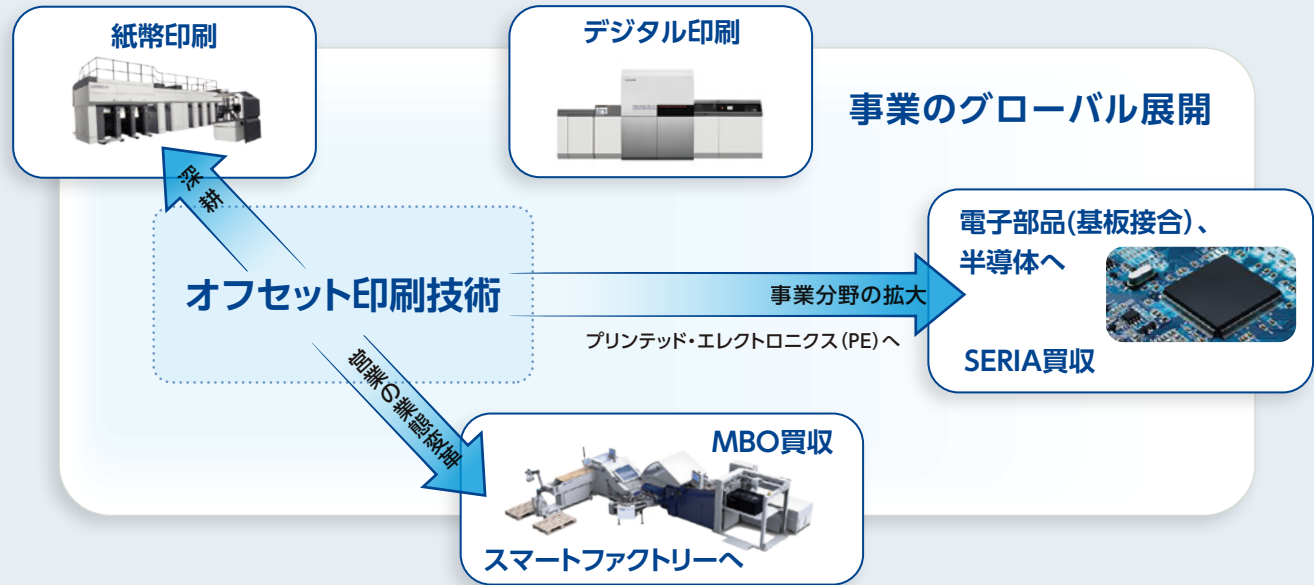 紙幣印刷
デジタル印刷
事業のグローバル展開
深耕
オフセット印刷技術
事業分野の拡大
プリンテッド・エレクトロニクス(PE)へ
電子部品(基板接合)、
半導体へ
SERIA買収
営業の業態変革
MBO買収
スマートファクトリーへ